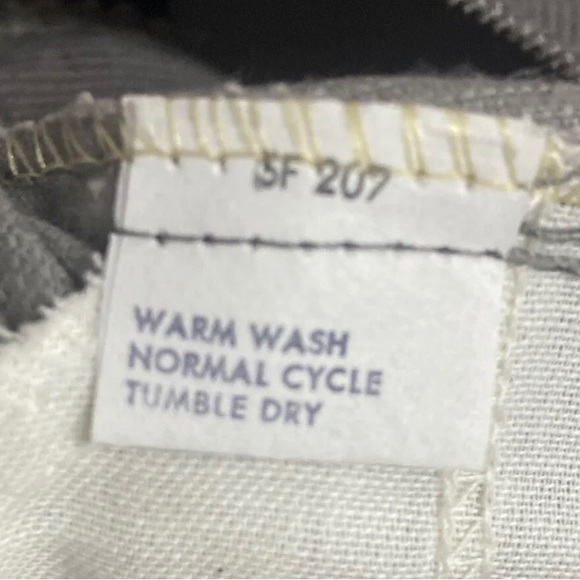 SF 207
WARM WASH
NORMAL CYCLE
TUMBLE DRY